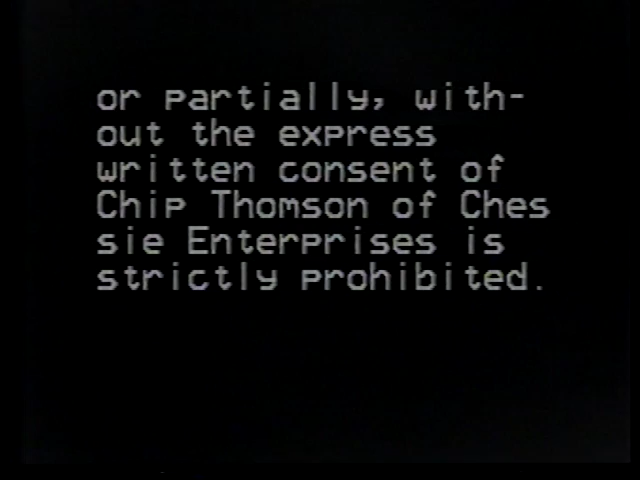 or partially, with-
out the express
written consent of
Chip Thomson of Ches
sie Enterprises is
strictly prohibited.